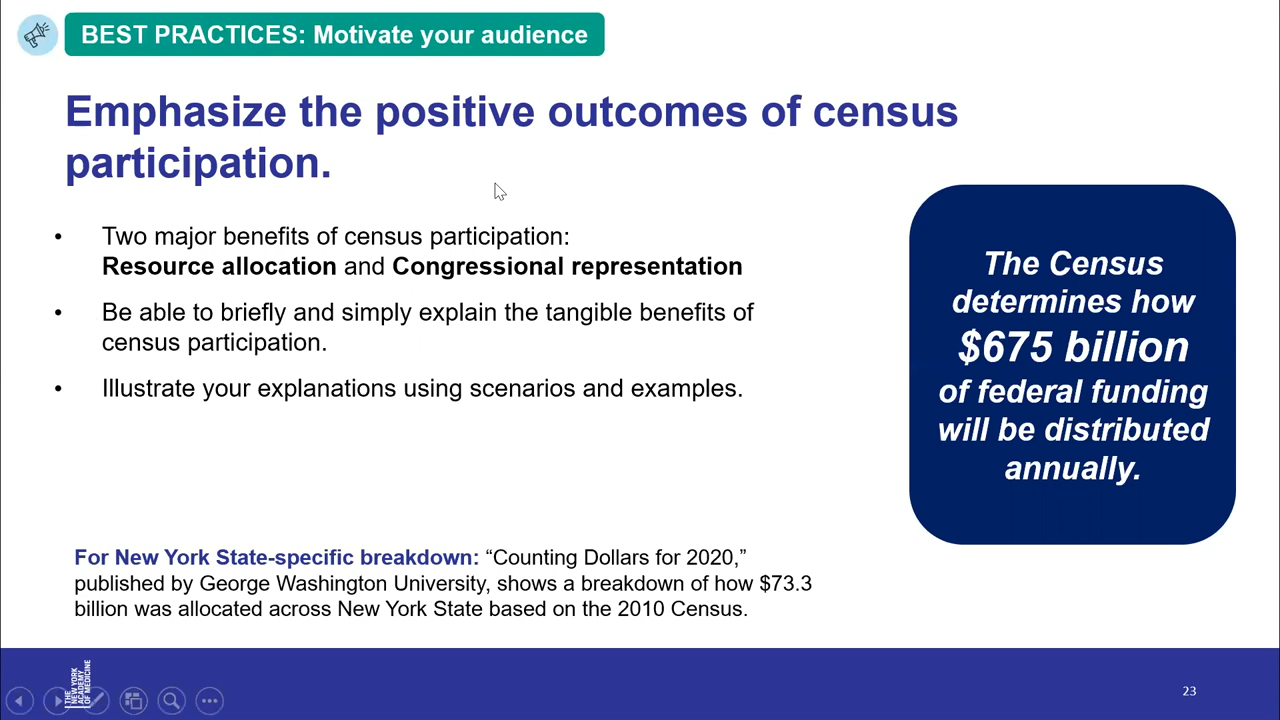 BEST PRACTICES: Motivate your audience
Emphasize the positive outcomes of census
participation.
• Two major benefits of census participation:
Resource allocation and Congressional representation
• Be able to briefly and simply explain the tangible benefits of
census participation.
• Illustrate your explanations using scenarios and examples.
The Census
determines how
$675 billion
of federal funding
will be distributed
annually.
For New York State-specific breakdown: “Counting Dollars for 2020,”
published by George Washington University, shows a breakdown of how $73.3
billion was allocated across New York State based on the 2010 Census.
THE
NEW YORK
ACADEMY
OF MEDICINE
23